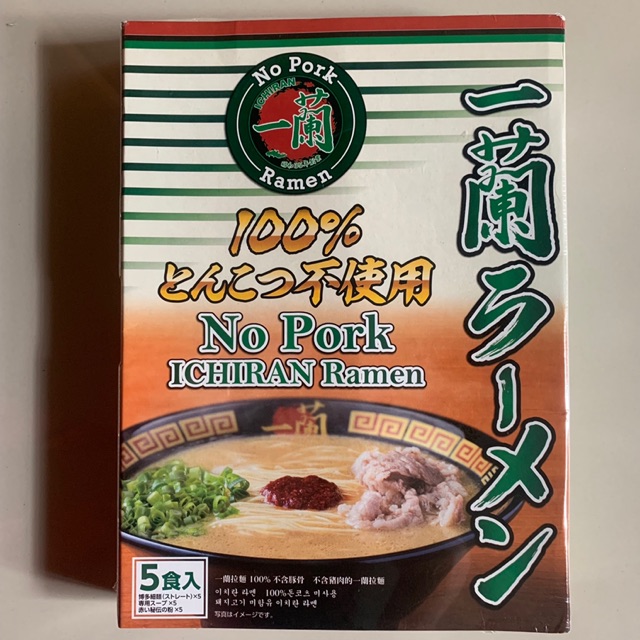 No Pork
ICHIRAN
一蘭
Ramen
一蘭ラーメン
100%
とんこつ不使用
No Pork
ICHIRAN Ramen
一蘭
5食入
博多細麺(ストレート)×5
専用スープ×5
赤い秘伝の粉×5
一蘭拉麵 100% 不含豚骨 不含豬肉的一蘭拉麵
이치란 라멘 100%돈코츠 미사용
돼지고기 미함유 이치란 라멘
写真はイメージです。